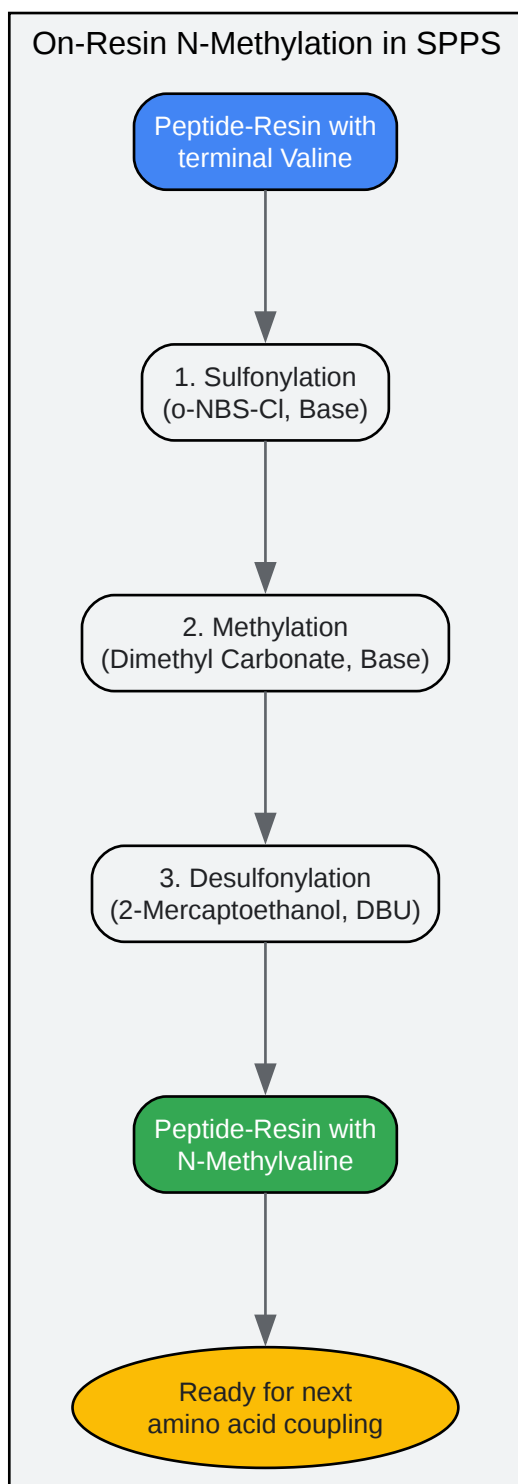 On-Resin N-Methylation in SPPS
Peptide-Resin with
terminal Valine
1. Sulfonylation
(o-NBS-Cl, Base)
2. Methylation
(Dimethyl Carbonate, Base)
3. Desulfonylation
(2-Mercaptoethanol, DBU)
Peptide-Resin with
N-Methylvaline
Ready for next
amino acid coupling